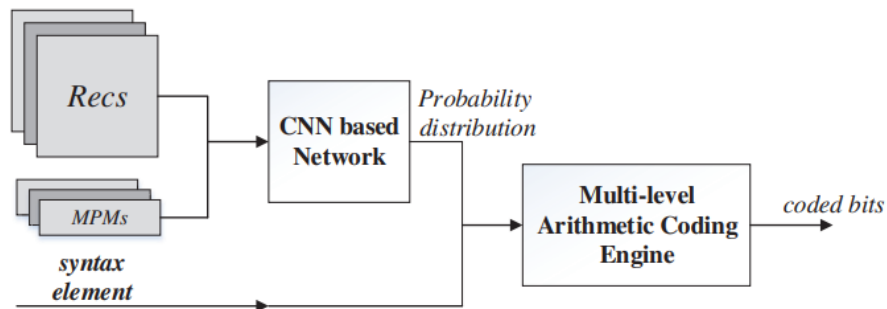 Recs
MPMs
syntax
element
CNN based
Network
Probability
distribution
Multi-level
Arithmetic Coding
Engine
coded bits